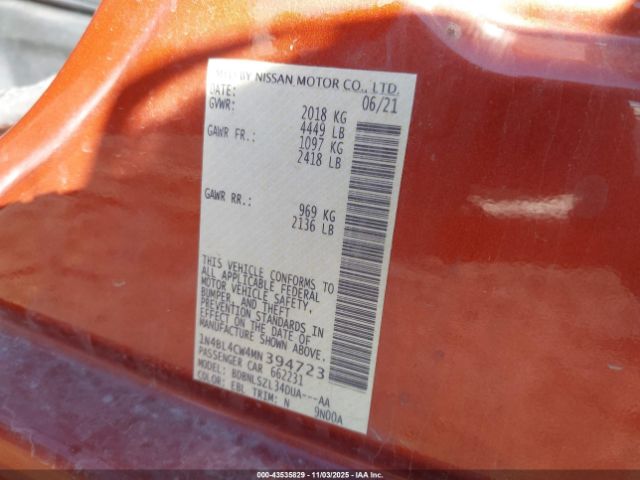 MFD BY NISSAN MOTOR CO., LTD.
DATE: 06/21
GVWR: 2018 KG
4449 LB
GAWR FR.: 1097 KG
2418 LB
GAWR RR.: 969 KG
2136 LB
THIS VEHICLE CONFORMS TO
ALL APPLICABLE FEDERAL
MOTOR VEHICLE SAFETY,
BUMPER, AND THEFT
PREVENTION STANDARDS IN
EFFECT ON THE DATE OF
MANUFACTURE SHOWN ABOVE.
1N4BL4CW4MN394723
PASSENGER CAR 662231
MODEL: BDBNLSZL34DUA---AA
COLOR: EBL TRIM: N 9N00A
000-43535829 - 11/03/2025 - IAA Inc.